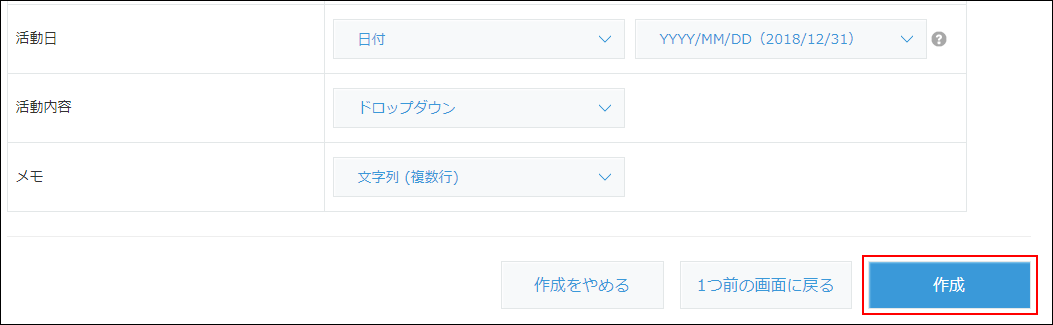 活動日 日付 YYYY/MM/DD（2018/12/31） ?
活動内容 ドロップダウン
メモ 文字列 (複数行)
作成をやめる 1つ前の画面に戻る 作成